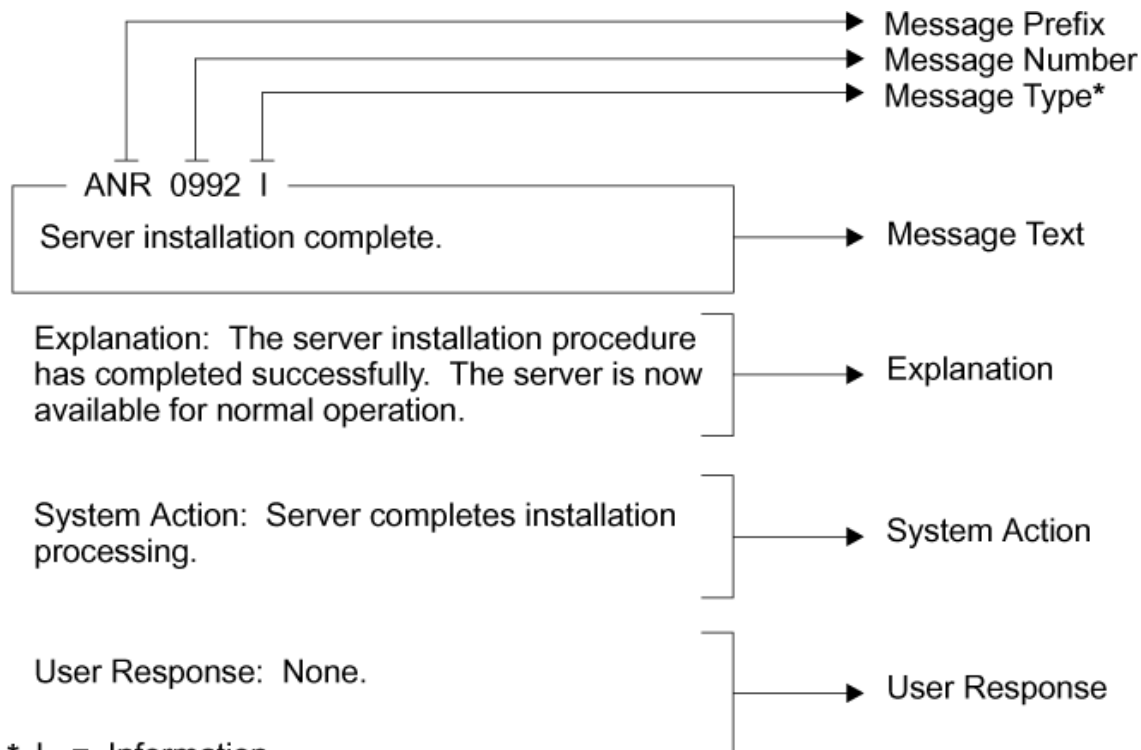 Message Prefix
Message Number
Message Type*
ANR 0992 I
Server installation complete.
Message Text
Explanation: The server installation procedure
has completed successfully. The server is now
available for normal operation.
Explanation
System Action: Server completes installation
processing.
System Action
User Response: None.
User Response
* I = Information